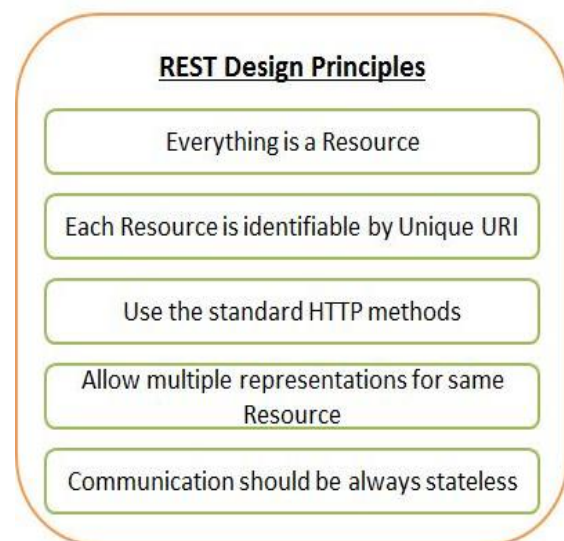 REST Design Principles
Everything is a Resource
Each Resource is identifiable by Unique URI
Use the standard HTTP methods
Allow multiple representations for same
Resource
Communication should be always stateless